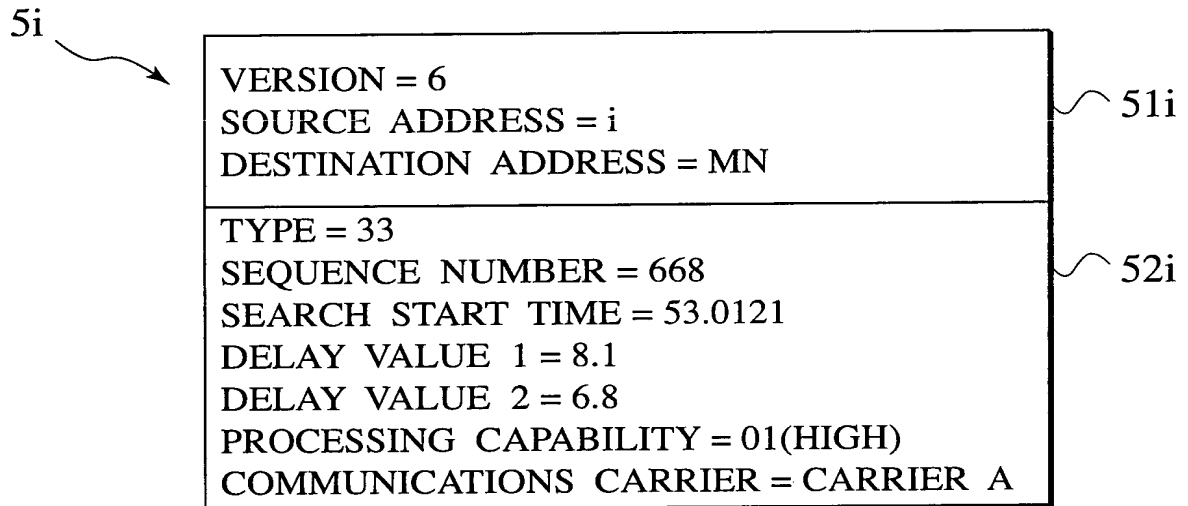 5i
VERSION = 6
SOURCE ADDRESS = i
DESTINATION ADDRESS = MN
51i
TYPE = 33
SEQUENCE NUMBER = 668
52i
SEARCH START TIME = 53.0121
DELAY VALUE 1 = 8.1
DELAY VALUE 2 = 6.8
PROCESSING CAPABILITY = 01(HIGH)
COMMUNICATIONS CARRIER = CARRIER A